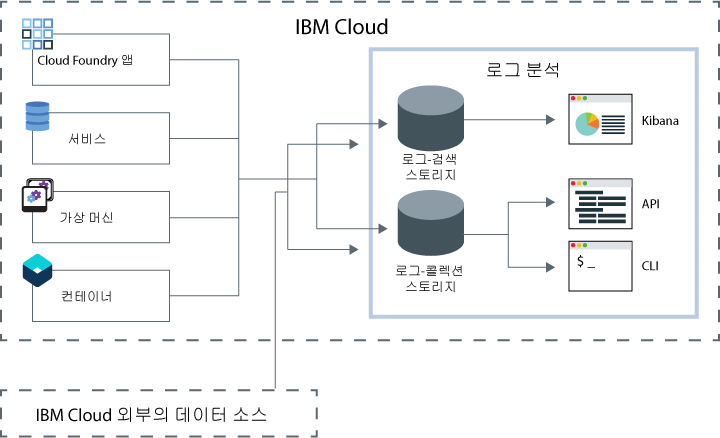 IBM Cloud
Cloud Foundry 앱
서비스
가상 머신
컨테이너
로그 분석
로그-검색
스토리지
로그-콜렉션
스토리지
Kibana
API
$ _
CLI
IBM Cloud 외부의 데이터 소스